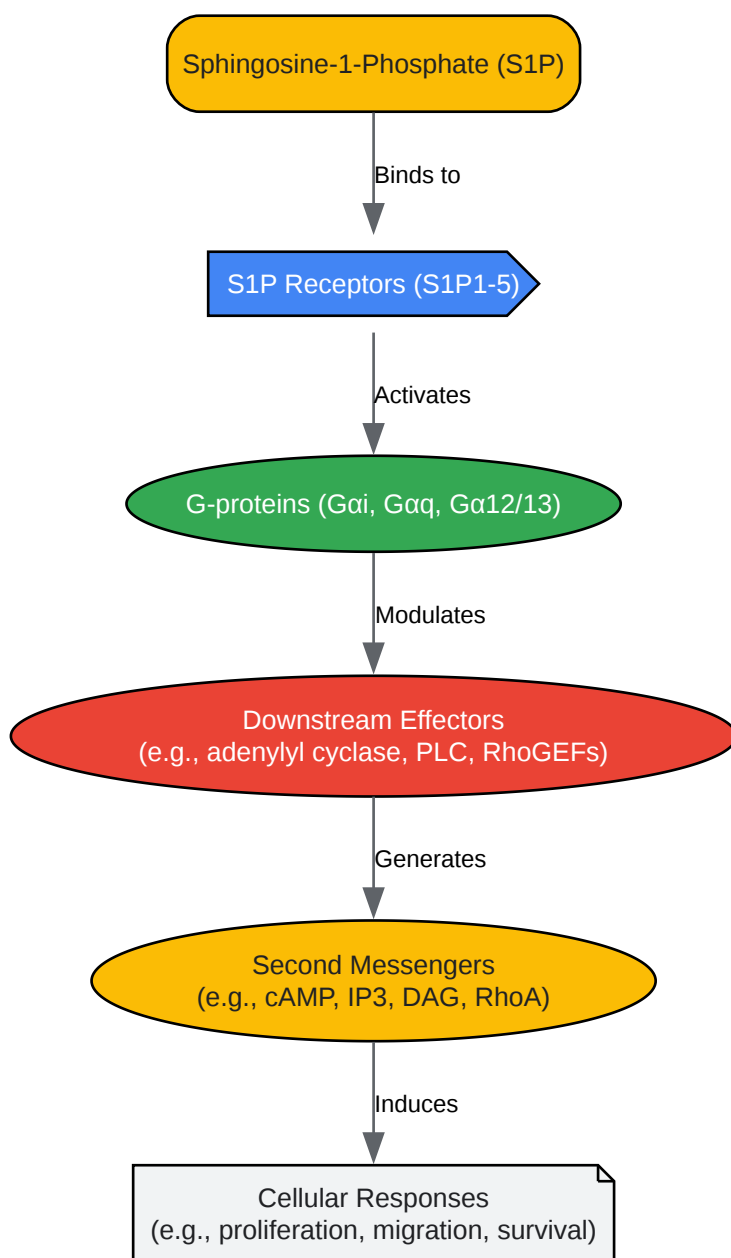 Sphingosine-1-Phosphate (S1P)
Binds to
S1P Receptors (S1P1-5)
Activates
G-proteins (Gαi, Gαq, Gα12/13)
Modulates
Downstream Effectors
(e.g., adenylyl cyclase, PLC, RhoGEFs)
Generates
Second Messengers
(e.g., cAMP, IP3, DAG, RhoA)
Induces
Cellular Responses
(e.g., proliferation, migration, survival)